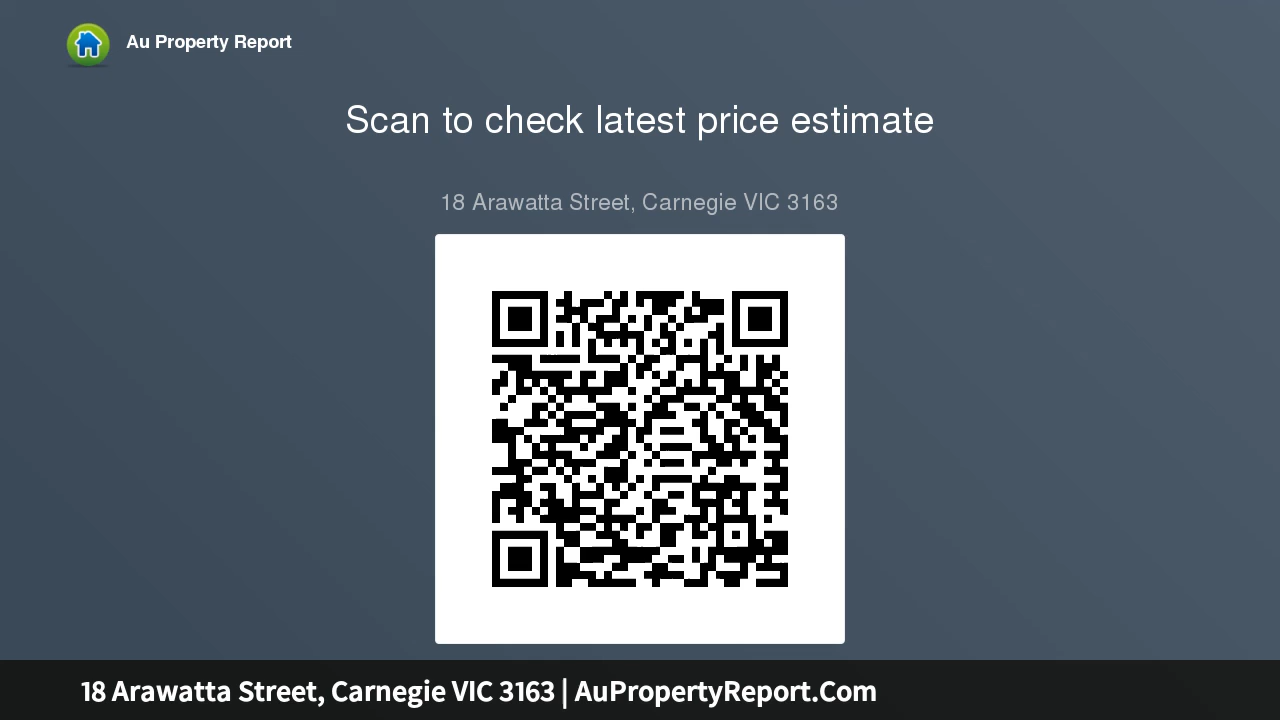 Au Property Report
Scan to check latest price estimate
18 Arawatta Street, Carnegie VIC 3163
18 Arawatta Street, Carnegie VIC 3163 | AuPropertyReport.Com